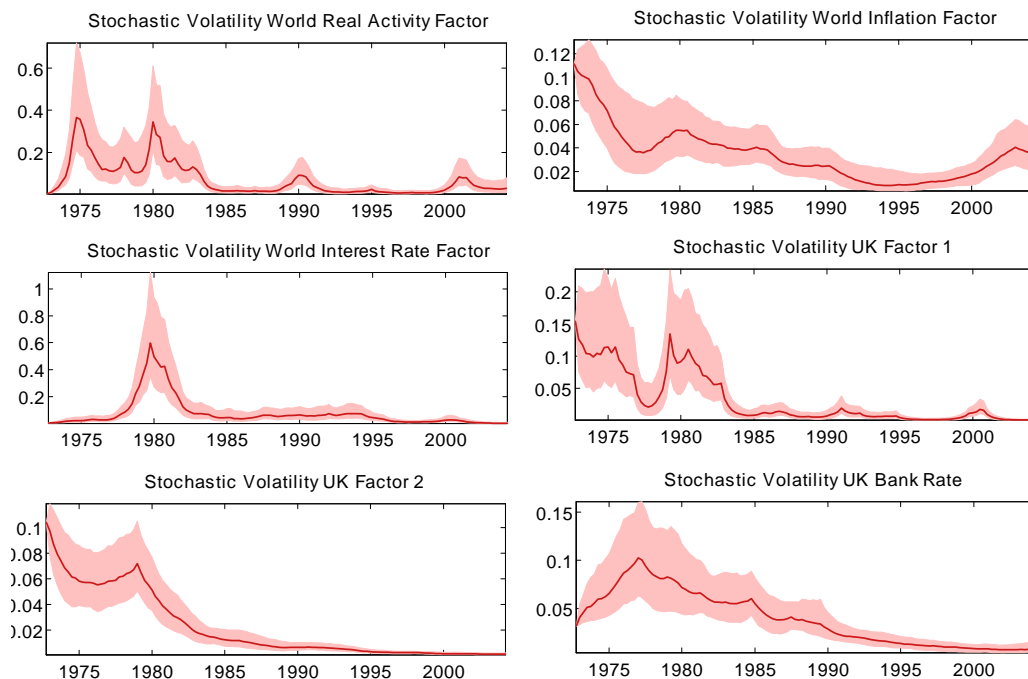 Stochastic Volatility World Real Activity Factor
0.6
0.4
0.2
1975 1980 1985 1990 1995 2000
Stochastic Volatility World Inflation Factor
0.12
0.1
0.08
0.06
0.04
0.02
1975 1980 1985 1990 1995 2000
Stochastic Volatility World Interest Rate Factor
1
0.8
0.6
0.4
0.2
1975 1980 1985 1990 1995 2000
Stochastic Volatility UK Factor 1
0.2
0.15
0.1
0.05
1975 1980 1985 1990 1995 2000
Stochastic Volatility UK Factor 2
0.1
0.08
0.06
0.04
0.02
1975 1980 1985 1990 1995 2000
Stochastic Volatility UK Bank Rate
0.15
0.1
0.05
1975 1980 1985 1990 1995 2000